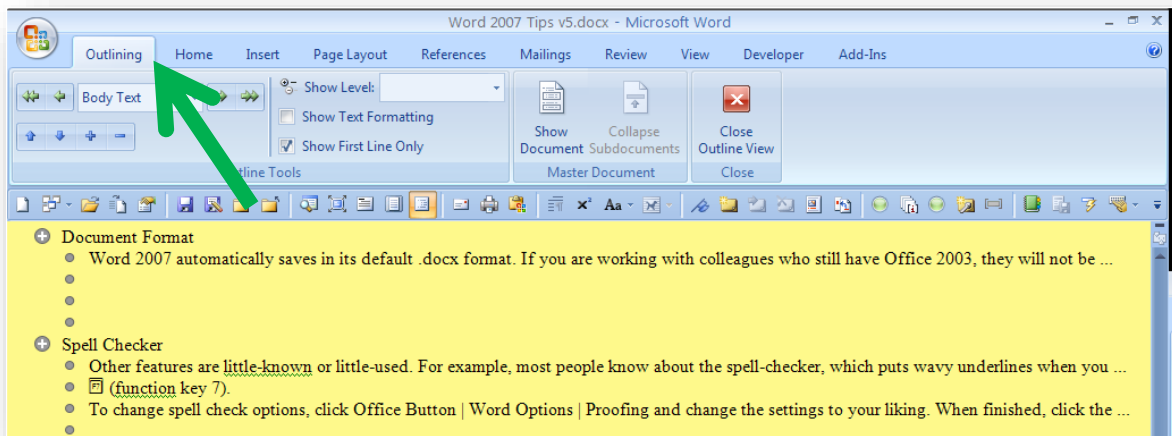 Word 2007 Tips v5.docx - Microsoft Word
Outlining Home Insert Page Layout References Mailings Review View Developer Add-Ins
Body Text
Show Level:
Show Text Formatting
Show First Line Only
Show Document
Collapse Subdocuments
Close Outline View
Master Document
Close
Document Format
Word 2007 automatically saves in its default .docx format. If you are working with colleagues who still have Office 2003, they will not be ...
Spell Checker
Other features are little-known or little-used. For example, most people know about the spell-checker, which puts wavy underlines when you ...
(function key 7).
To change spell check options, click Office Button | Word Options | Proofing and change the settings to your liking. When finished, click the ...